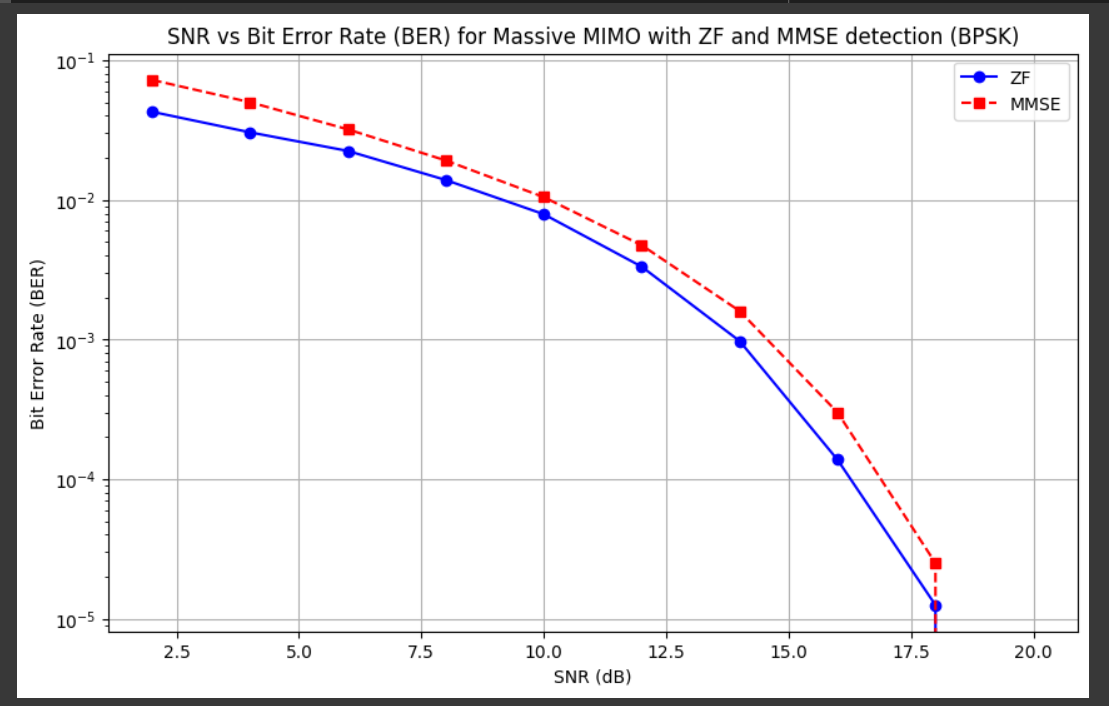 SNR vs Bit Error Rate (BER) for Massive MIMO with ZF and MMSE detection (BPSK)
ZF
MMSE
Bit Error Rate (BER)
10⁻¹
10⁻²
10⁻³
10⁻⁴
10⁻⁵
2.5 5.0 7.5 10.0 12.5 15.0 17.5 20.0
SNR (dB)